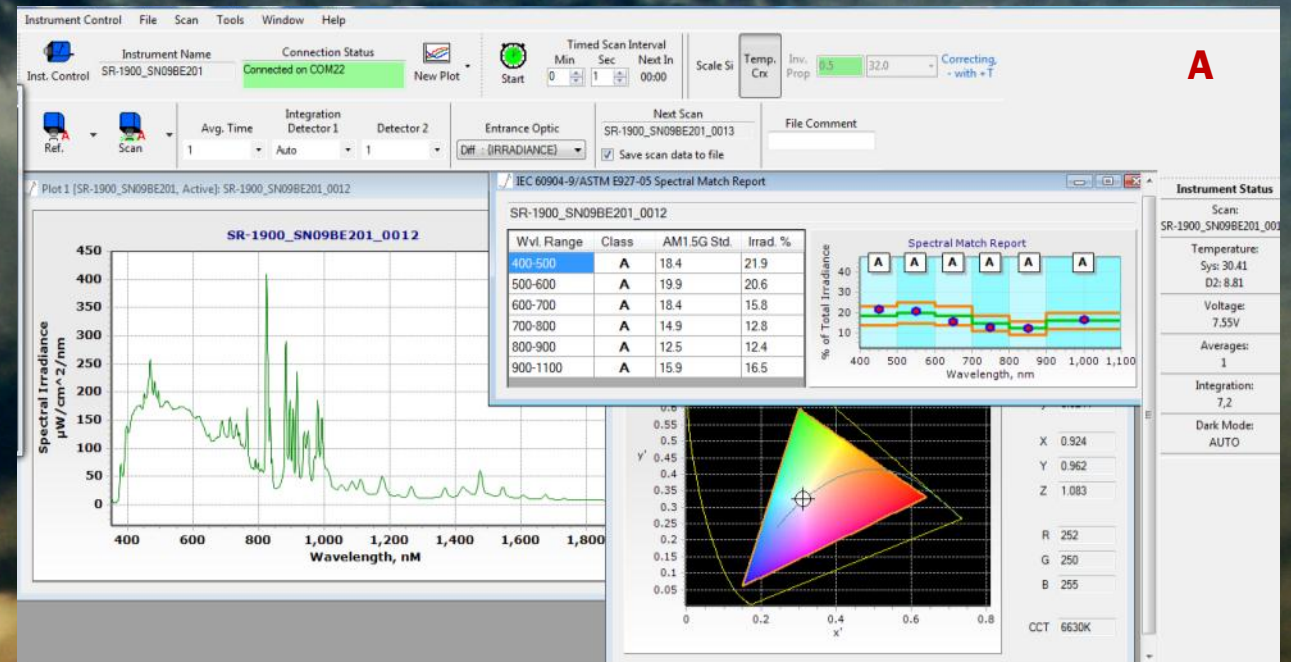 Instrument Control File Scan Tools Window Help
Inst. Control
Instrument Name
SR-1900_SN09BE201
Connection Status
Connected on COM22
New Plot
Start
Timed Scan Interval
Min Sec Next In
0 1 00:00
Scale Si
Temp. Crx
Inv. Prop
0.5
32.0
Correcting,
- with +T
A
Ref.
Scan
Avg. Time
1
Integration
Detector 1
Auto
Detector 2
1
Entrance Optic
Diff : (IRRADIANCE)
Next Scan
SR-1900_SN09BE201_0013
Save scan data to file
File Comment
Plot 1 [SR-1900_SN09BE201, Active]: SR-1900_SN09BE201_0012
SR-1900_SN09BE201_0012
Spectral Irradiance
µW/cm^2/nm
450
400
350
300
250
200
150
100
50
0
400 600 800 1,000 1,200 1,400 1,600 1,800
Wavelength, nM
IEC 60904-9/ASTM E927-05 Spectral Match Report
SR-1900_SN09BE201_0012
Wvl. Range Class AM1.5G Std. Irrad. %
400-500 A 18.4 21.9
500-600 A 19.9 20.6
600-700 A 18.4 15.8
700-800 A 14.9 12.8
800-900 A 12.5 12.4
900-1100 A 15.9 16.5
Spectral Match Report
A A A A A A
% of Total Irradiance
40
30
20
10
400 500 600 700 800 900 1,000 1,100
Wavelength, nm
0.6
0.55
0.5
0.45
0.4
0.35
0.3
0.25
0.2
0.15
0.1
0.05
y'
0 0.2 0.4 0.6 0.8
x'
X 0.924
Y 0.962
Z 1.083
R 252
G 250
B 255
CCT 6630K
Instrument Status
Scan:
Temperature:
Sys: 30.41
D2: 8.81
Voltage:
7.55V
Averages:
1
Integration:
7,2
Dark Mode:
AUTO